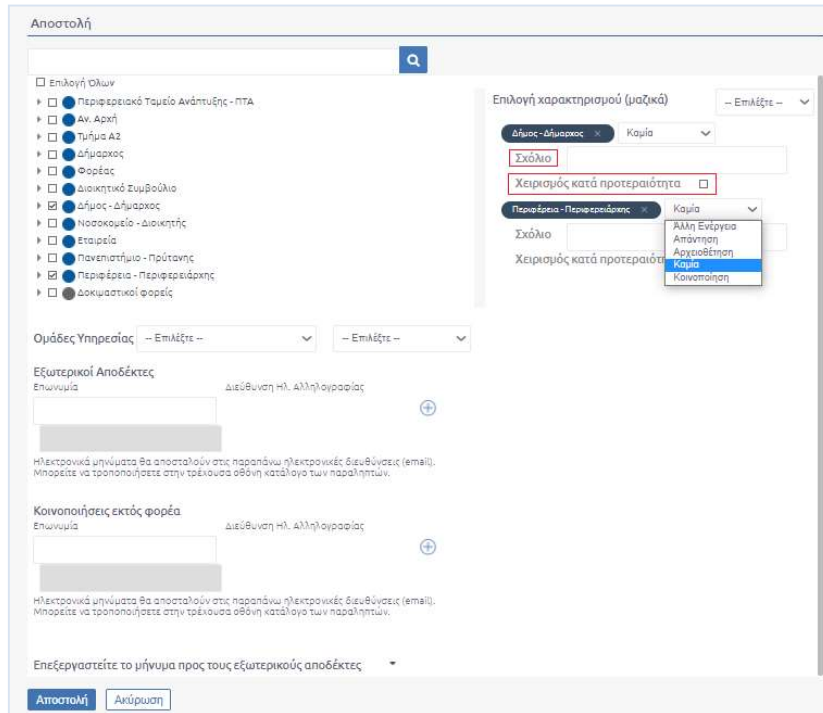 Αποστολή
Επιλογή Όλων
Περιφερειακό Ταμείο Ανάπτυξης - ΠΤΑ
Αν. Αρχή
Τμήμα Α2
Δήμαρχος
Φορέας
Διοικητικό Συμβούλιο
Δήμος - Δήμαρχος
Νοσοκομείο - Διοικητής
Εταιρεία
Πανεπιστήμιο - Πρύτανης
Περιφέρεια - Περιφερειάρχης
Δοκιμαστικοί φορείς
Επιλογή χαρακτηρισμού (μαζικά) -- Επιλέξτε --
Δήμος - Δήμαρχος × Καμία
Σχόλιο
Χειρισμός κατά προτεραιότητα
Περιφέρεια - Περιφερειάρχης × Καμία
Άλλη Ενέργεια
Σχόλιο Απάντηση
Αρχειοθέτηση
Χειρισμός κατά προτεραιότη Καμία
Κοινοποίηση
Ομάδες Υπηρεσίας -- Επιλέξτε -- -- Επιλέξτε --
Εξωτερικοί Αποδέκτες
Επωνυμία Διεύθυνση Ηλ. Αλληλογραφίας
Ηλεκτρονικά μηνύματα θα αποσταλούν στις παραπάνω ηλεκτρονικές διευθύνσεις (email).
Μπορείτε να τροποποιήσετε στην τρέχουσα οθόνη κατάλογο των παραληπτών.
Κοινοποιήσεις εκτός φορέα
Επωνυμία Διεύθυνση Ηλ. Αλληλογραφίας
Ηλεκτρονικά μηνύματα θα αποσταλούν στις παραπάνω ηλεκτρονικές διευθύνσεις (email).
Μπορείτε να τροποποιήσετε στην τρέχουσα οθόνη κατάλογο των παραληπτών.
Επεξεργαστείτε το μήνυμα προς τους εξωτερικούς αποδέκτες
Αποστολή Ακύρωση